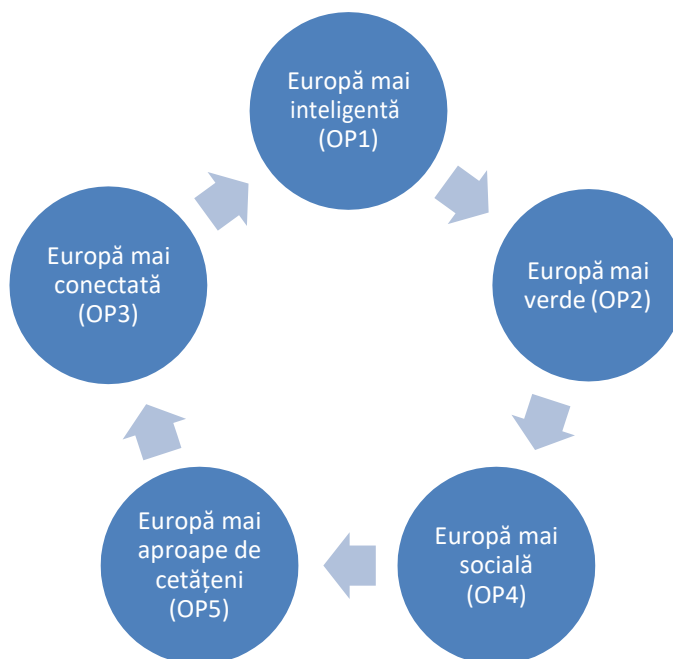 Europă mai
inteligentă
(OP1)
Europă mai
verde (OP2)
Europă mai
socială
(OP4)
Europă mai
aproape de
cetățeni
(OP5)
Europă mai
conectată
(OP3)